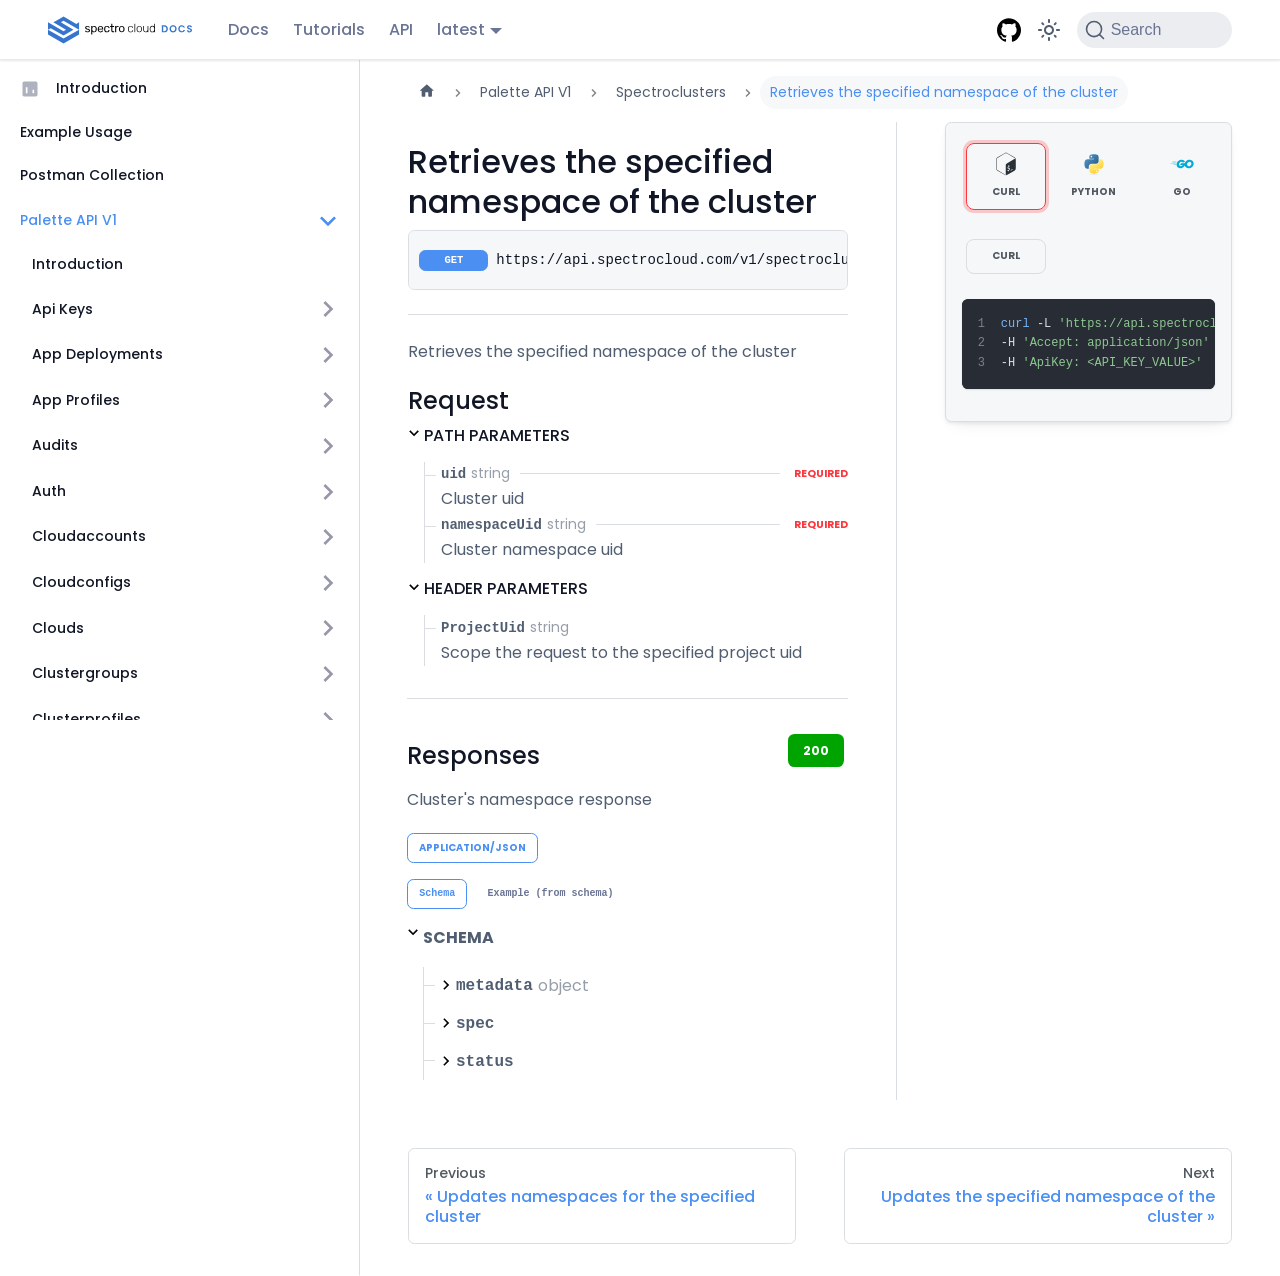 spectro cloud DOCS
Docs
Tutorials
API
latest
Search
Introduction
Example Usage
Postman Collection
Palette API V1
Introduction
Api Keys
App Deployments
App Profiles
Audits
Auth
Cloudaccounts
Cloudconfigs
Clouds
Clustergroups
Clusterprofiles
Palette API V1
Spectroclusters
Retrieves the specified namespace of the cluster
Retrieves the specified
namespace of the cluster
GET https://api.spectrocloud.com/v1/spectroclu
Retrieves the specified namespace of the cluster
Request
PATH PARAMETERS
uid string REQUIRED
Cluster uid
namespaceUid string REQUIRED
Cluster namespace uid
HEADER PARAMETERS
ProjectUid string
Scope the request to the specified project uid
Responses
200
Cluster's namespace response
APPLICATION/JSON
Schema
Example (from schema)
SCHEMA
metadata object
spec
status
CURL
PYTHON
GO
CURL
1 curl -L 'https://api.spectrocl
2 -H 'Accept: application/json'
3 -H 'ApiKey: <API_KEY_VALUE>'
Previous
« Updates namespaces for the specified
cluster
Next
Updates the specified namespace of the
cluster »